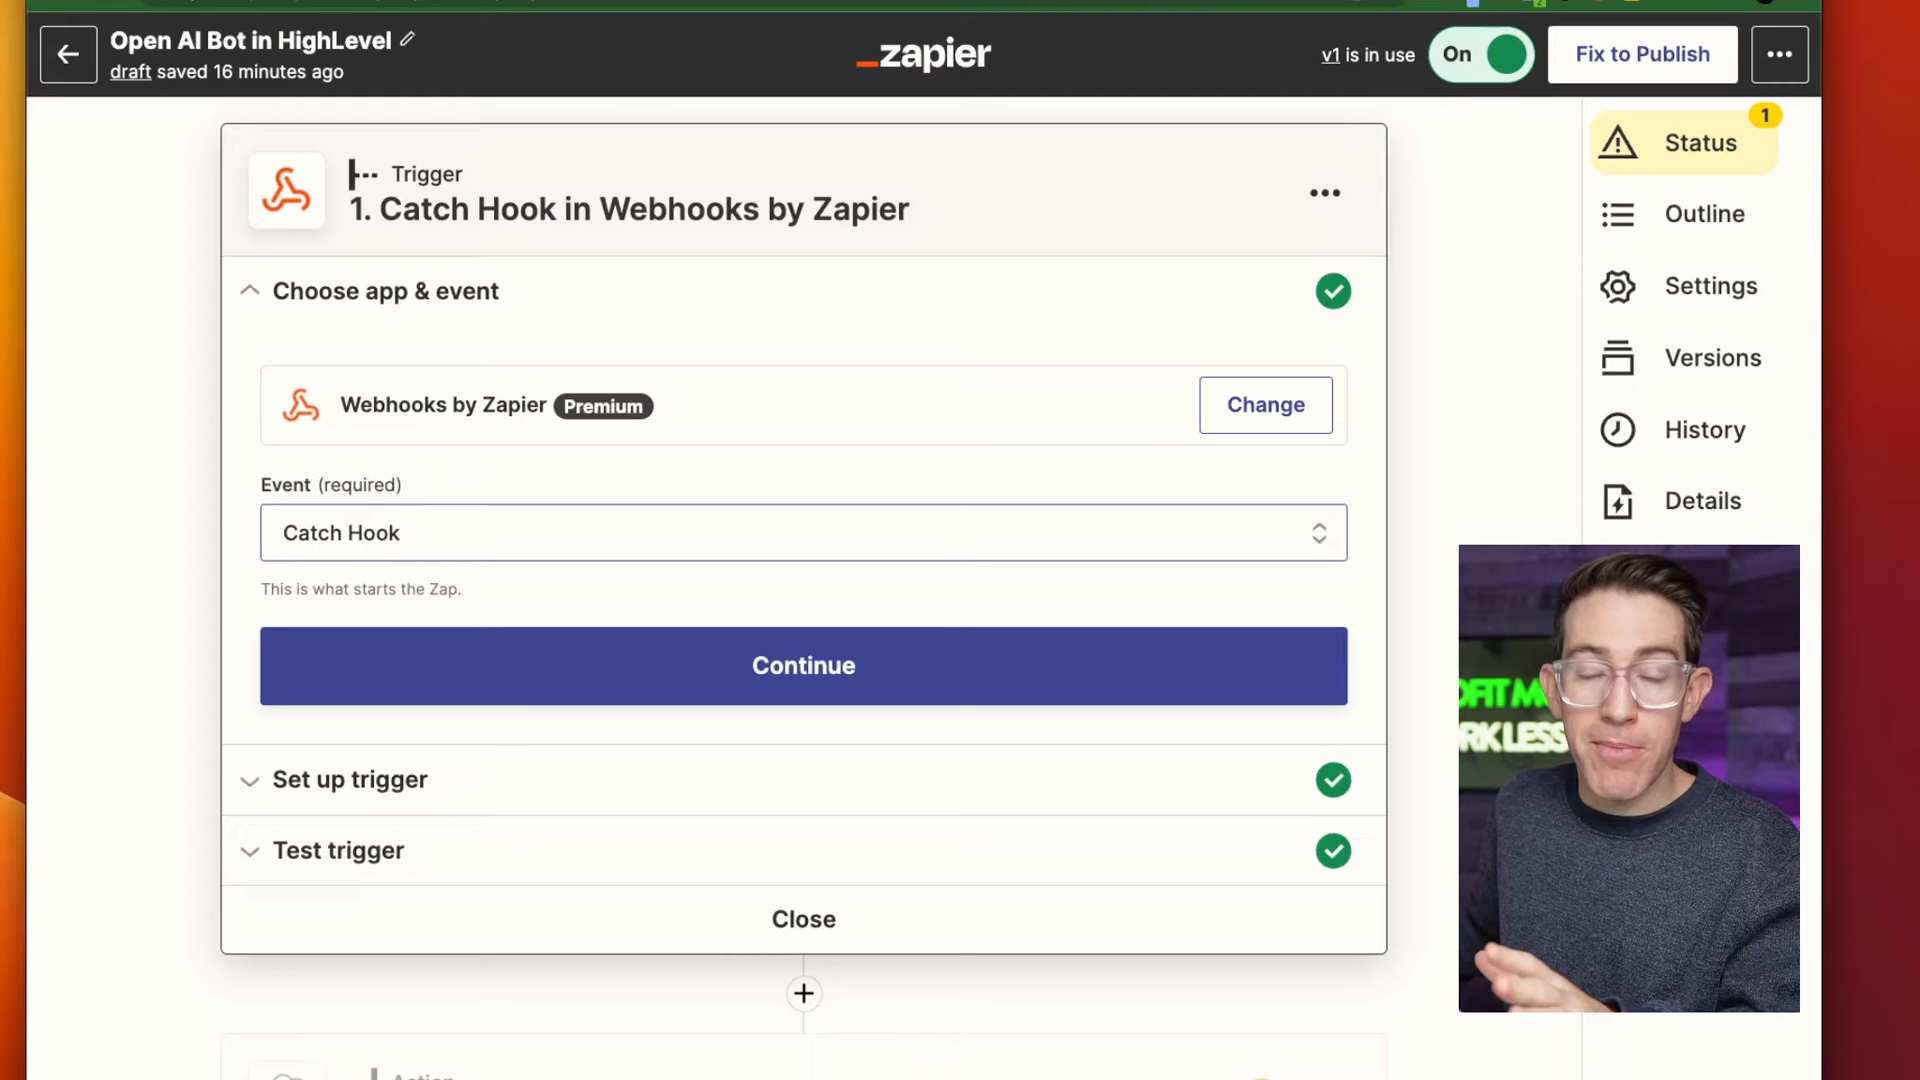 Open AI Bot in HighLevel
draft saved 16 minutes ago
zapier
v1 is in use
On
Fix to Publish
1
Status
Outline
Settings
Versions
History
Details
Trigger
1. Catch Hook in Webhooks by Zapier
Choose app & event
Webhooks by Zapier Premium
Change
Event (required)
Catch Hook
This is what starts the Zap.
Continue
Set up trigger
Test trigger
Close